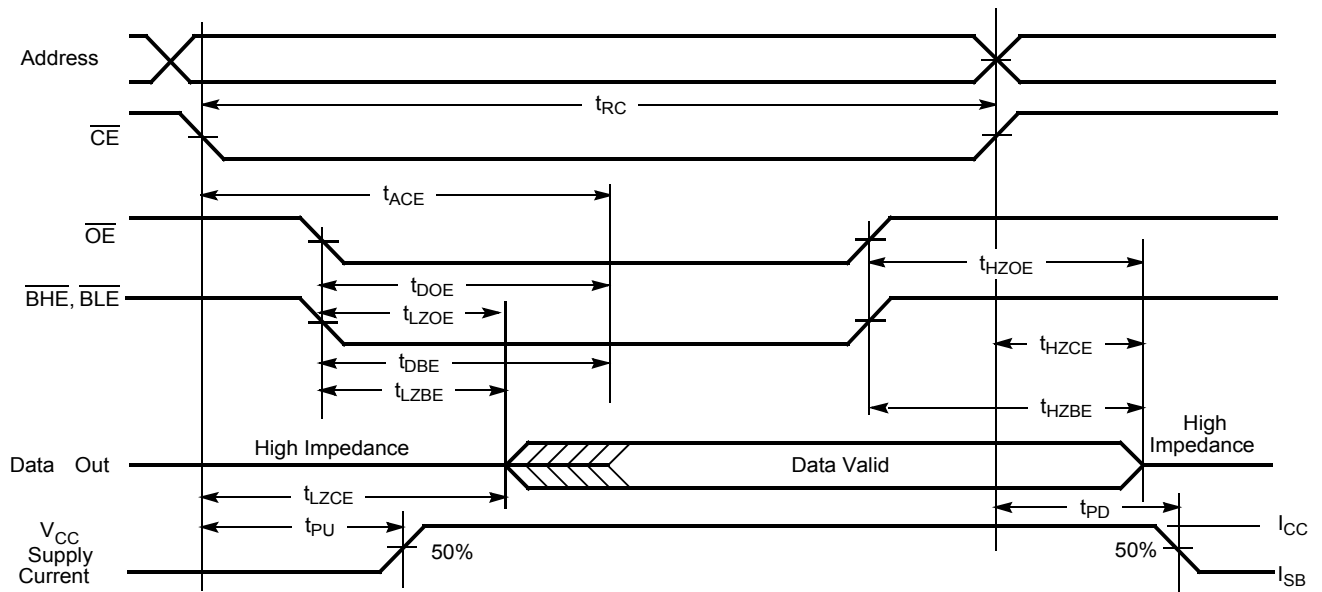 Address
tRC
CE
tACE
OE
tHZOE
tDOE
BHE, BLE
tLZOE
tHZCE
tDBE
tLZBE
tHZBE
High Impedance
High
Impedance
Data Out
Data Valid
tLZCE
tPD
tPU
VCC
Supply
Current
50%
50%
ICC
ISB